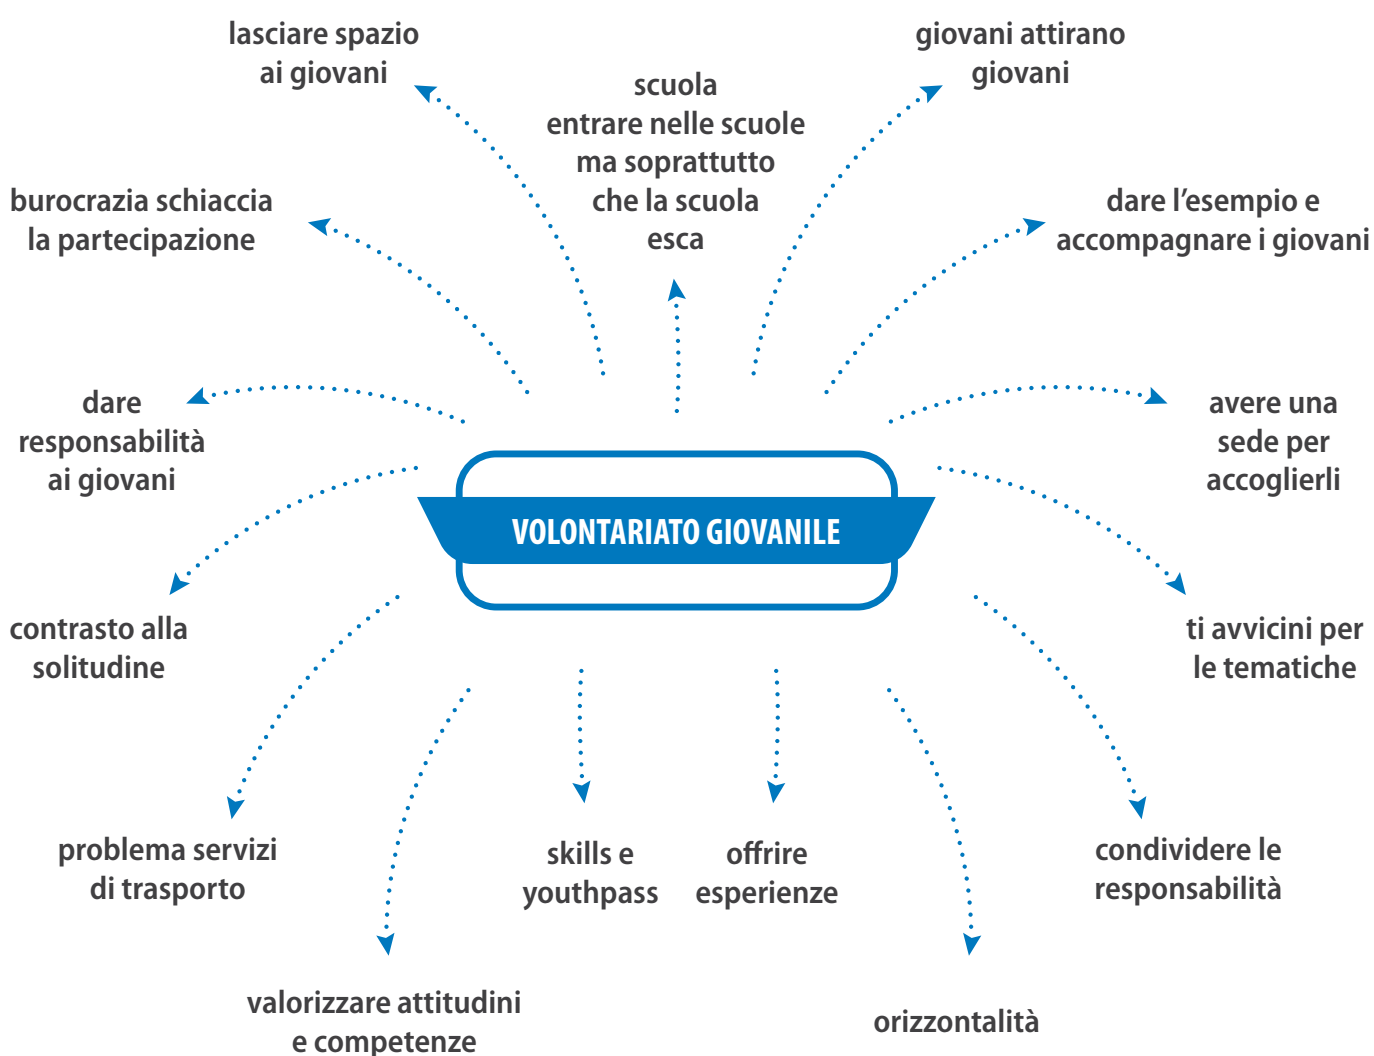 lasciare spazio
ai giovani
giovani attirano
giovani
scuola
entrare nelle scuole
ma soprattutto
che la scuola
esca
burocrazia schiaccia
la partecipazione
dare l’esempio e
accompagnare i giovani
dare
responsabilità
ai giovani
avere una
sede per
accoglierli
VOLONTARIATO GIOVANILE
contrasto alla
solitudine
ti avvicini per
le tematiche
problema servizi
di trasporto
skills e
youthpass
offrire
esperienze
condividere le
responsabilità
valorizzare attitudini
e competenze
orizzontalità